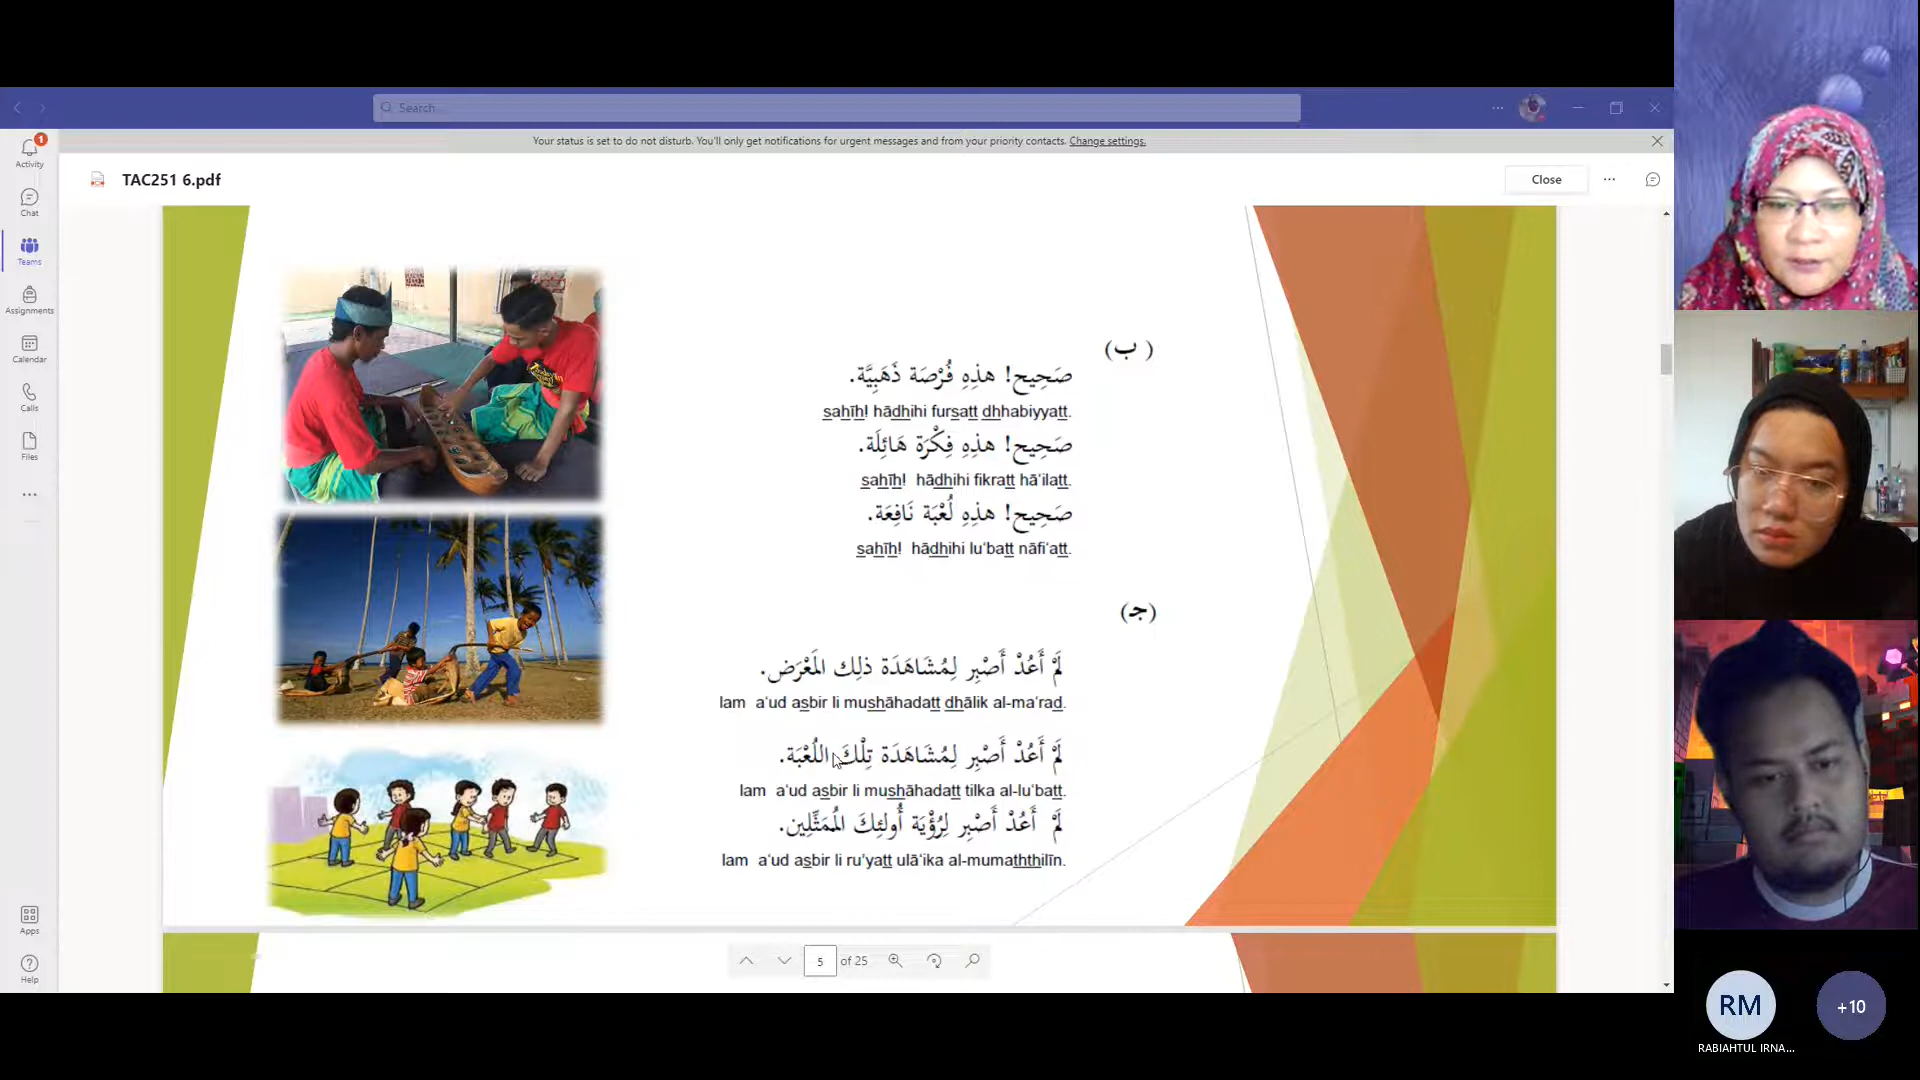 Search
Your status is set to do not disturb. You'll only get notifications for urgent messages and from your priority contacts. Change settings.
1
Activity
Chat
Teams
Assignments
Calendar
Calls
Files
Apps
Help
TAC251 6.pdf
Close
(ب )
صَحِيح! هذِهِ فُرْصَة ذَهَبِيَّة.
sahīh! hādhihi fursatt dhhabiyyatt.
صَحِيح! هذِهِ فِكْرَة هَائِلَة.
sahīh!  hādhihi fikratt hā'ilatt.
صَحِيح! هذِهِ لُعْبَة نَافِعَة.
sahīh!  hādhihi lu'batt nāfi'att.
(جـ)
لَمْ أَعُدْ أَصْبِر لِمُشَاهَدَة ذلِك المَعْرَض.
lam  a'ud asbir li mushāhadatt dhālik al-ma'rad.
لَمْ أَعُدْ أَصْبِر لِمُشَاهَدَة تِلْكَ اللُعْبَة.
lam  a'ud asbir li mushāhadatt tilka al-lu'batt.
لَمْ أَعُدْ أَصْبِر لِرُؤْيَة أُولئِكَ المُمَثِّلِين.
lam  a'ud asbir li ru'yatt ulā'ika al-mumaththilīn.
5 of 25
RM
+10
RABIAHTUL IRNA...